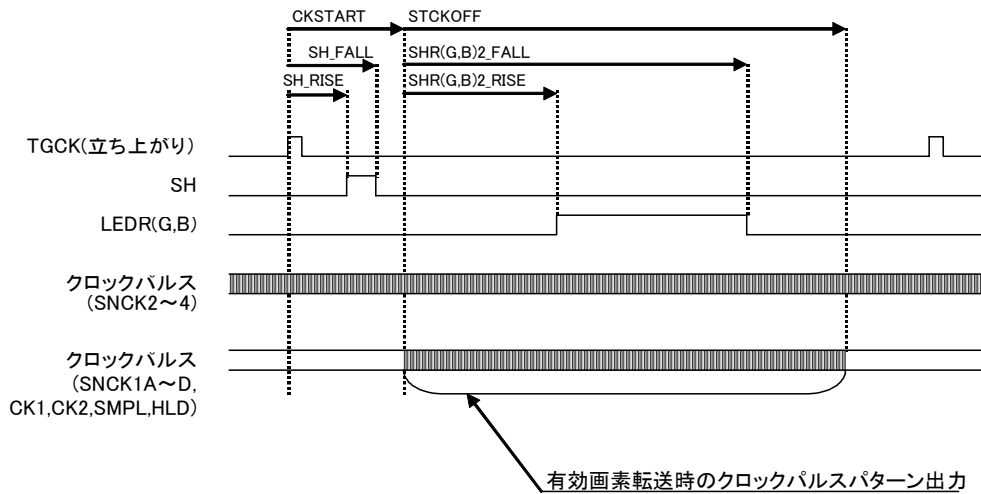 CKSTART
STCKOFF
SH_FALL
SHR(G,B)2_FALL
SH_RISE
SHR(G,B)2_RISE
TGCK(立ち上がり)
SH
LEDR(G,B)
クロックパルス
(SNCK2～4)
クロックパルス
(SNCK1A～D,
CK1,CK2,SMPL,HLD)
有効画素転送時のクロックパルスパターン出力